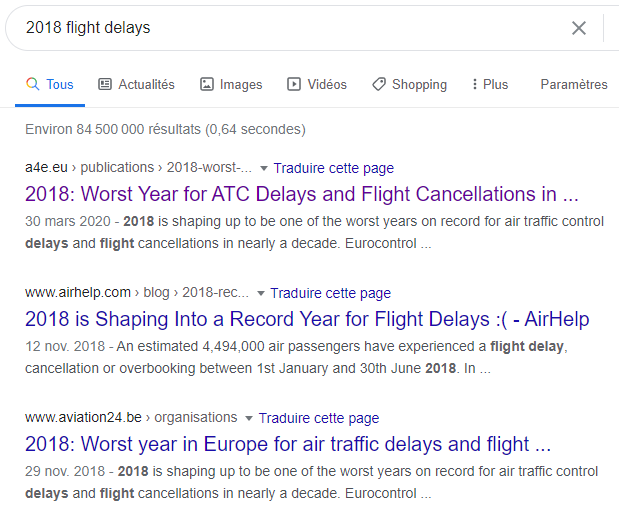 2018 flight delays
Tous Actualités Images Vidéos Shopping Plus Paramètres
Environ 84 500 000 résultats (0,64 secondes)
a4e.eu › publications › 2018-worst-... Traduire cette page
2018: Worst Year for ATC Delays and Flight Cancellations in ...
30 mars 2020 - 2018 is shaping up to be one of the worst years on record for air traffic control
delays and flight cancellations in nearly a decade. Eurocontrol ...
www.airhelp.com › blog › 2018-rec... Traduire cette page
2018 is Shaping Into a Record Year for Flight Delays :( - AirHelp
12 nov. 2018 - An estimated 4,494,000 air passengers have experienced a flight delay,
cancellation or overbooking between 1st January and 30th June 2018. In ...
www.aviation24.be › organisations Traduire cette page
2018: Worst year in Europe for air traffic delays and flight ...
29 nov. 2018 - 2018 is shaping up to be one of the worst years on record for air traffic control
delays and flight cancellations in nearly a decade. Eurocontrol ...